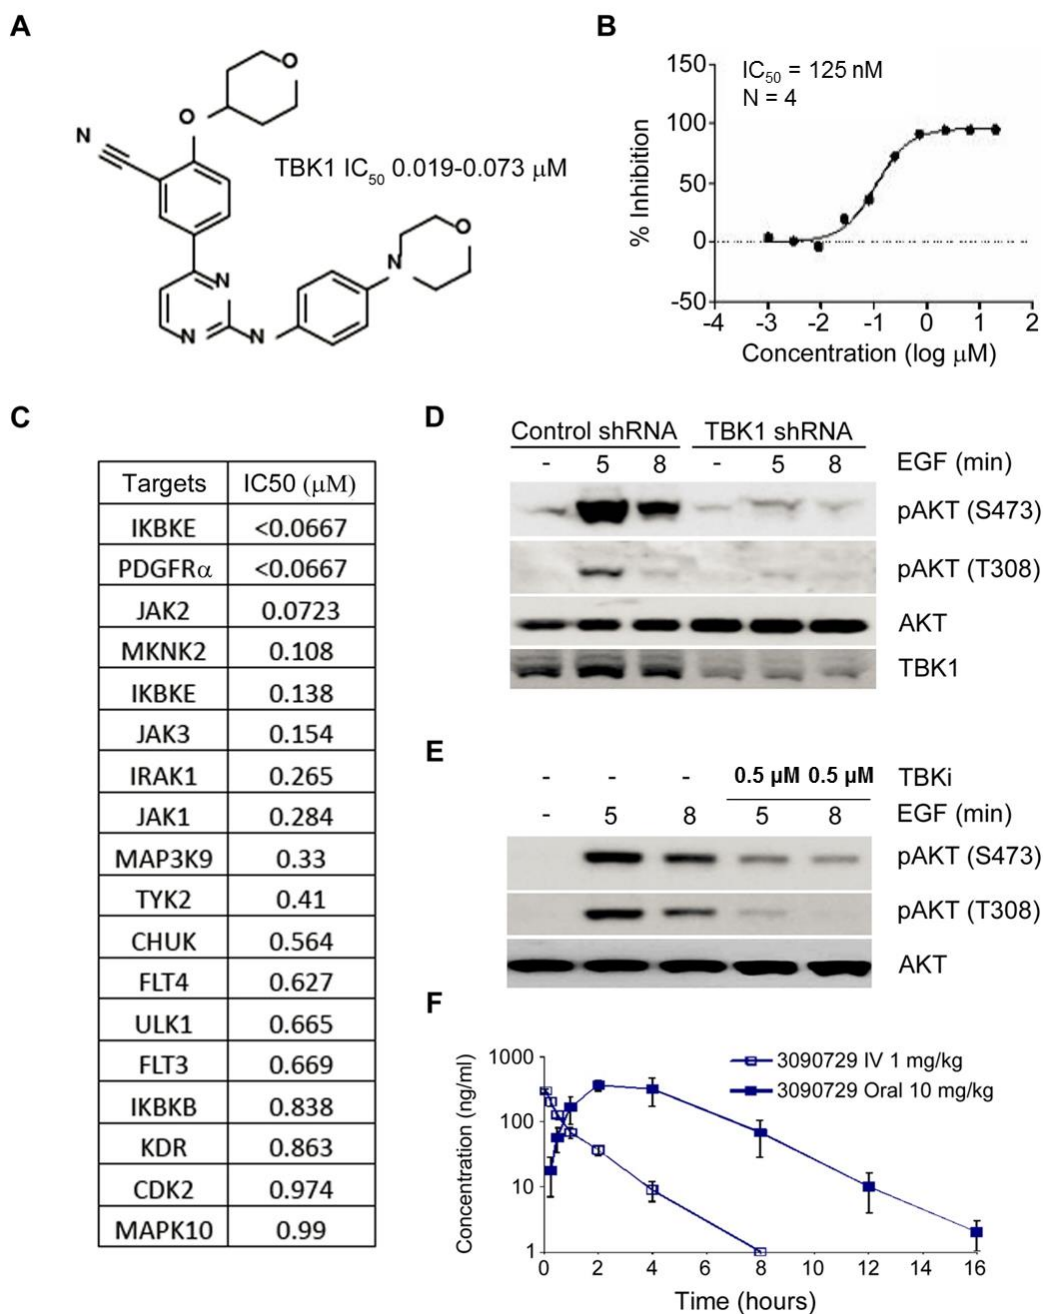 A
O
O
N
TBK1 IC50 0.019-0.073 μM
O
N
N
N
N
B
IC50 = 125 nM
N = 4
150
100
50
0
-50
% Inhibition
-4 -3 -2 -1 0 1 2
Concentration (log μM)
C
Targets IC50 (μM)
IKBKE <0.0667
PDGFRα <0.0667
JAK2 0.0723
MKNK2 0.108
IKBKE 0.138
JAK3 0.154
IRAK1 0.265
JAK1 0.284
MAP3K9 0.33
TYK2 0.41
CHUK 0.564
FLT4 0.627
ULK1 0.665
FLT3 0.669
IKBKB 0.838
KDR 0.863
CDK2 0.974
MAPK10 0.99
D
Control shRNA TBK1 shRNA
- 5 8 - 5 8 EGF (min)
pAKT (S473)
pAKT (T308)
AKT
TBK1
E
- - - 0.5 μM 0.5 μM TBKi
- 5 8 5 8 EGF (min)
pAKT (S473)
pAKT (T308)
AKT
F
3090729 IV 1 mg/kg
3090729 Oral 10 mg/kg
1000
100
10
1
Concentration (ng/ml)
0 2 4 6 8 10 12 14 16
Time (hours)